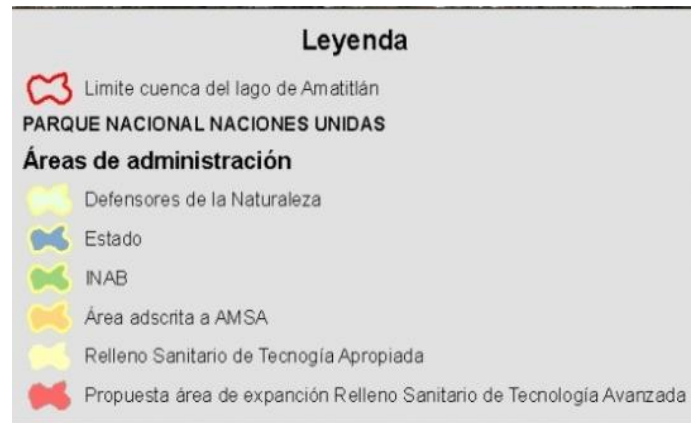 Leyenda
Limite cuenca del lago de Amatitlán
PARQUE NACIONAL NACIONES UNIDAS
Áreas de administración
Defensores de la Naturaleza
Estado
INAB
Área adscrita a AMSA
Relleno Sanitario de Tecnogía Apropiada
Propuesta área de expanción Relleno Sanitario de Tecnología Avanzada